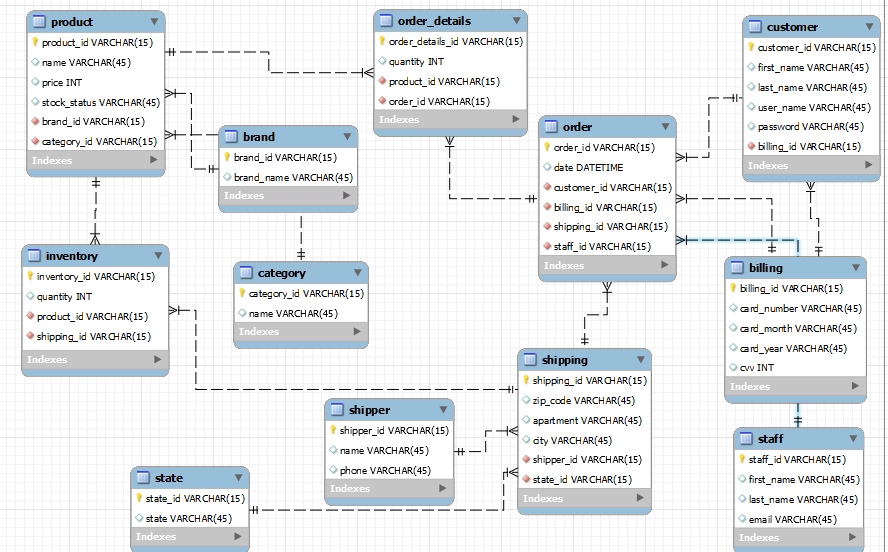 product
product_id VARCHAR(15)
name VARCHAR(45)
price INT
stock_status VARCHAR(45)
brand_id VARCHAR(15)
category_id VARCHAR(15)
Indexes
order_details
order_details_id VARCHAR(15)
quantity INT
product_id VARCHAR(15)
order_id VARCHAR(15)
Indexes
customer
customer_id VARCHAR(15)
first_name VARCHAR(45)
last_name VARCHAR(45)
user_name VARCHAR(45)
password VARCHAR(45)
billing_id VARCHAR(15)
Indexes
brand
brand_id VARCHAR(15)
brand_name VARCHAR(45)
Indexes
order
order_id VARCHAR(15)
date DATETIME
customer_id VARCHAR(15)
billing_id VARCHAR(15)
shipping_id VARCHAR(15)
staff_id VARCHAR(15)
Indexes
inventory
inventory_id VARCHAR(15)
quantity INT
product_id VARCHAR(15)
shipping_id VARCHAR(15)
Indexes
category
category_id VARCHAR(15)
name VARCHAR(45)
Indexes
billing
billing_id VARCHAR(15)
card_number VARCHAR(45)
card_month VARCHAR(45)
card_year VARCHAR(45)
cvv INT
Indexes
shipping
shipping_id VARCHAR(15)
zip_code VARCHAR(45)
apartment VARCHAR(45)
city VARCHAR(45)
shipper_id VARCHAR(15)
state_id VARCHAR(15)
Indexes
shipper
shipper_id VARCHAR(15)
name VARCHAR(45)
phone VARCHAR(45)
Indexes
state
state_id VARCHAR(15)
state VARCHAR(45)
Indexes
staff
staff_id VARCHAR(15)
first_name VARCHAR(45)
last_name VARCHAR(45)
email VARCHAR(45)
Indexes